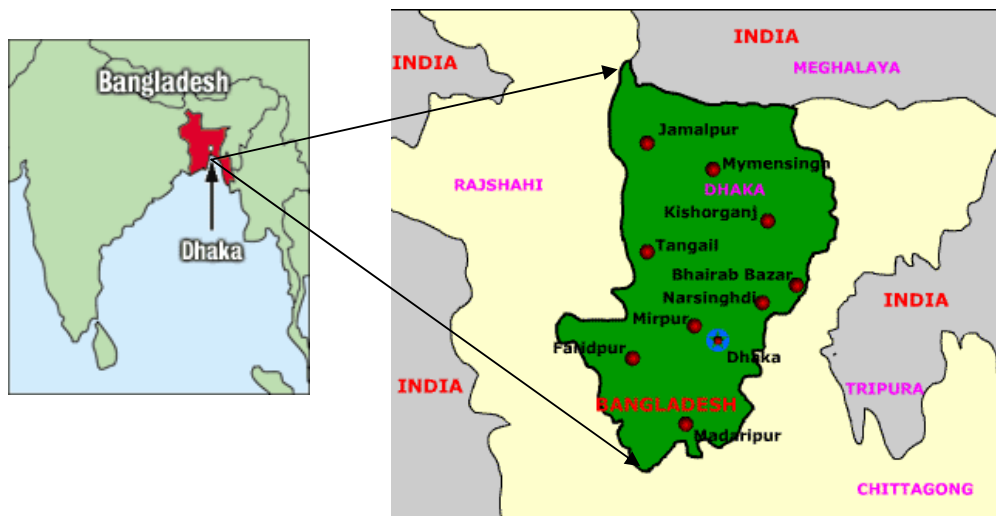 Bangladesh
Dhaka
INDIA
INDIA
MEGHALAYA
Jamalpur
Mymensingh
RAJSHAHI
DHAKA
Kishorganj
Tangail
Bhairab Bazar
Narsinghdi
INDIA
Mirpur
Faridpur
Dhaka
INDIA
TRIPURA
BANGLADESH
Madaripur
CHITTAGONG